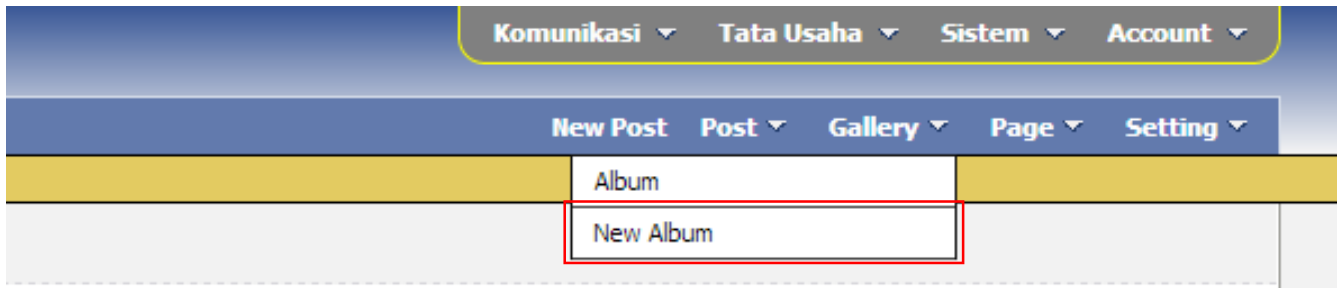 Komunikasi Tata Usaha Sistem Account
New Post Post Gallery Page Setting
Album
New Album